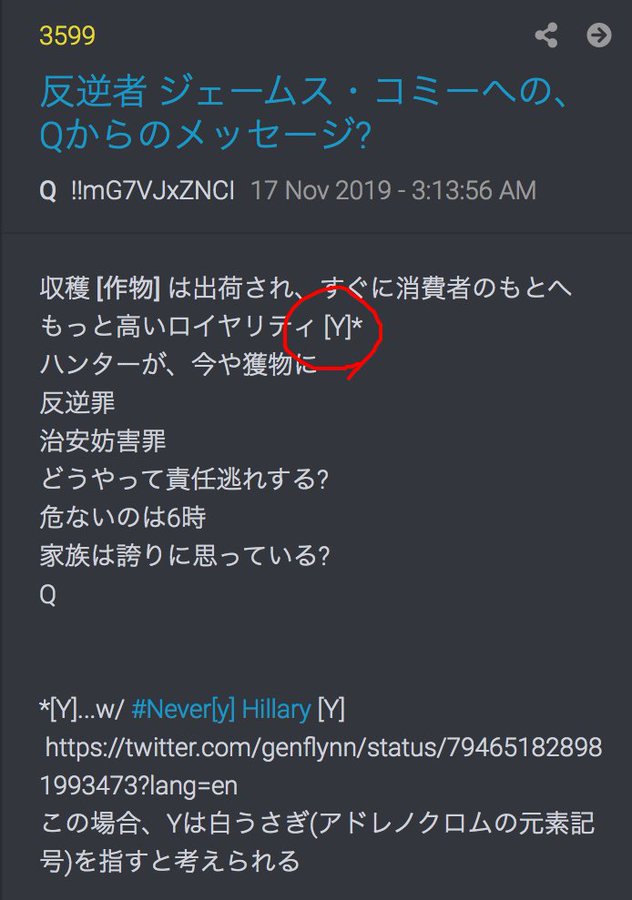 3599
反逆者 ジェームス・コミーへの、
Qからのメッセージ?
Q !!mG7VJxZNCI 17 Nov 2019 - 3:13:56 AM
収穫 [作物] は出荷され、すぐに消費者のもとへ
もっと高いロイヤリティ [Y]*
ハンターが、今や獲物に
反逆罪
治安妨害罪
どうやって責任逃れする?
危ないのは6時
家族は誇りに思っている?
Q
*[Y]...w/ #Never[y] Hillary [Y]
https://twitter.com/genflynn/status/79465182898
1993473?lang=en
この場合、Yは白うさぎ(アドレノクロムの元素記
号)を指すと考えられる